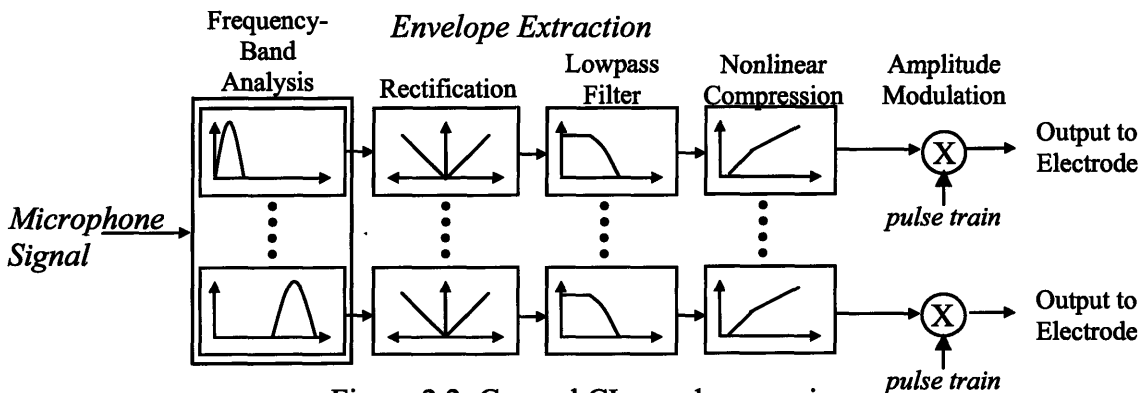 Frequency-
Band
Analysis
Envelope Extraction
Rectification
Lowpass
Filter
Nonlinear
Compression
Amplitude
Modulation
Microphone
Signal
X
pulse train
Output to
Electrode
X
pulse train
Output to
Electrode